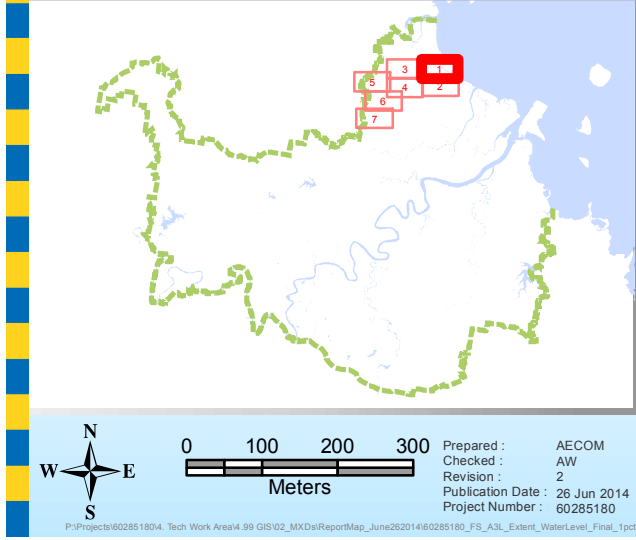 3 1
5 4 2
6
7
N
W E
S
0 100 200 300
Meters
Prepared : AECOM
Checked : AW
Revision : 2
Publication Date : 26 Jun 2014
Project Number : 60285180
P:\Projects\60285180\4. Tech Work Area\4.99 GIS\02_MXDs\ReportMap_June262014\60285180_FS_A3L_Extent_WaterLevel_Final_1pct